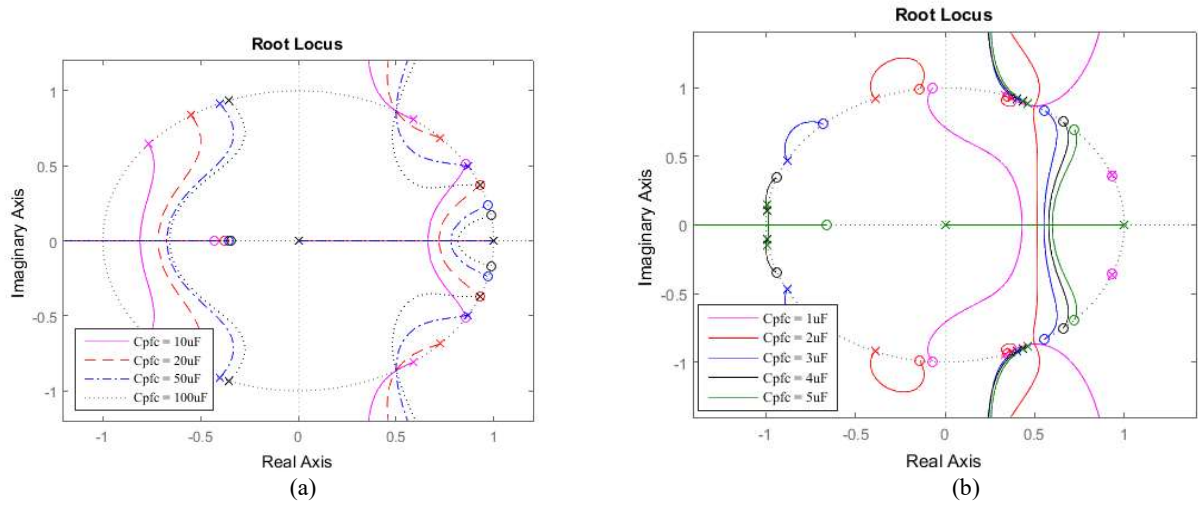 Root Locus
Imaginary Axis
1
0.5
0
-0.5
-1
Cpfc = 10uF
Cpfc = 20uF
Cpfc = 50uF
Cpfc = 100uF
-1
-0.5
0
0.5
1
Real Axis
(a)
Root Locus
Imaginary Axis
1
0.5
0
-0.5
-1
Cpfc = 1uF
Cpfc = 2uF
Cpfc = 3uF
Cpfc = 4uF
Cpfc = 5uF
-1
-0.5
0
0.5
1
Real Axis
(b)